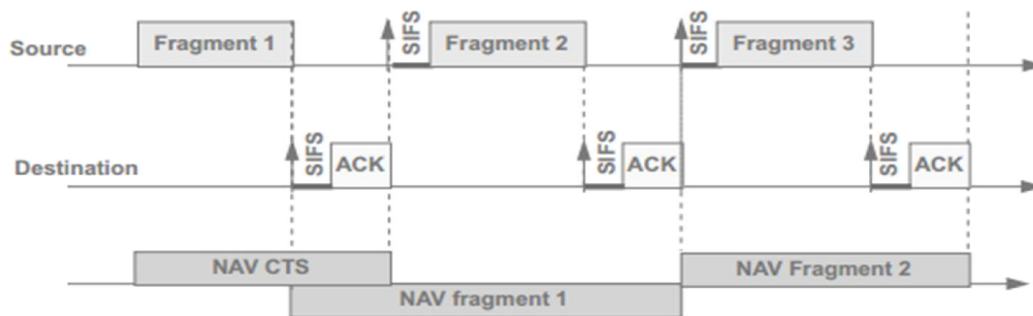 Source
Fragment 1
SIFS
Fragment 2
SIFS
Fragment 3
Destination
SIFS
ACK
SIFS
ACK
SIFS
ACK
NAV CTS
NAV fragment 1
NAV Fragment 2